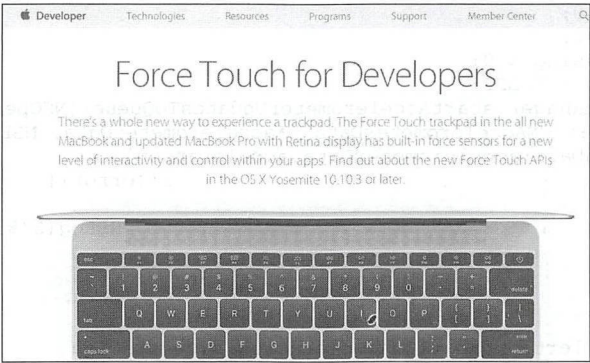 Developer Technologies Resources Programs Support Member Center
Force Touch for Developers
There's a whole new way to experience a trackpad. The Force Touch trackpad in the all new
MacBook and updated MacBook Pro with Retina display has built-in force sensors for a new
level of interactivity and control within your apps. Find out about the new Force Touch APIs
in the OS X Yosemite 10.10.3 or later.
esc
1 2 3 4 5 6 7 8 9 0 delete
tab Q W E R T Y U I O P
caps lock A S D F G H J K L return